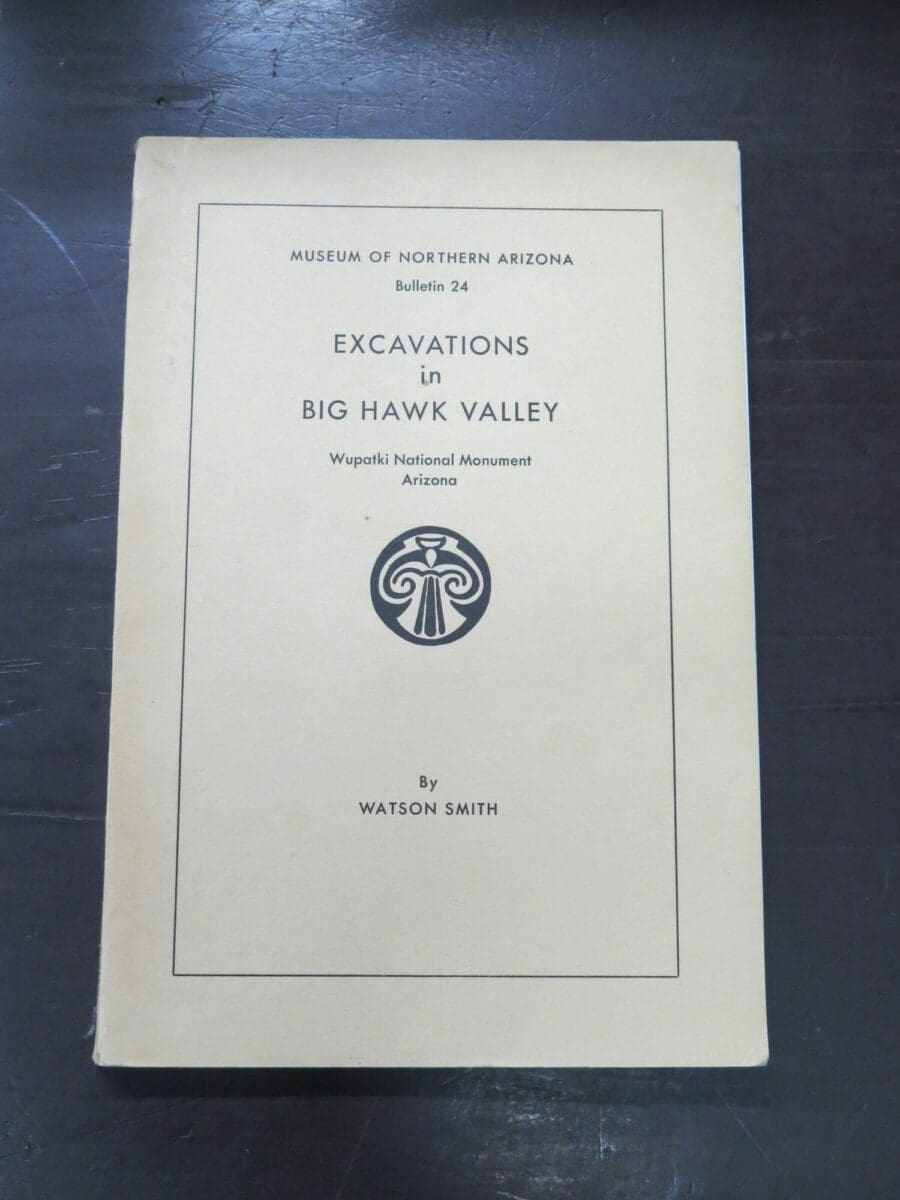 MUSEUM OF NORTHERN ARIZONA
Bulletin 24
EXCAVATIONS
in
BIG HAWK VALLEY
Wupatki National Monument
Arizona
By
WATSON SMITH